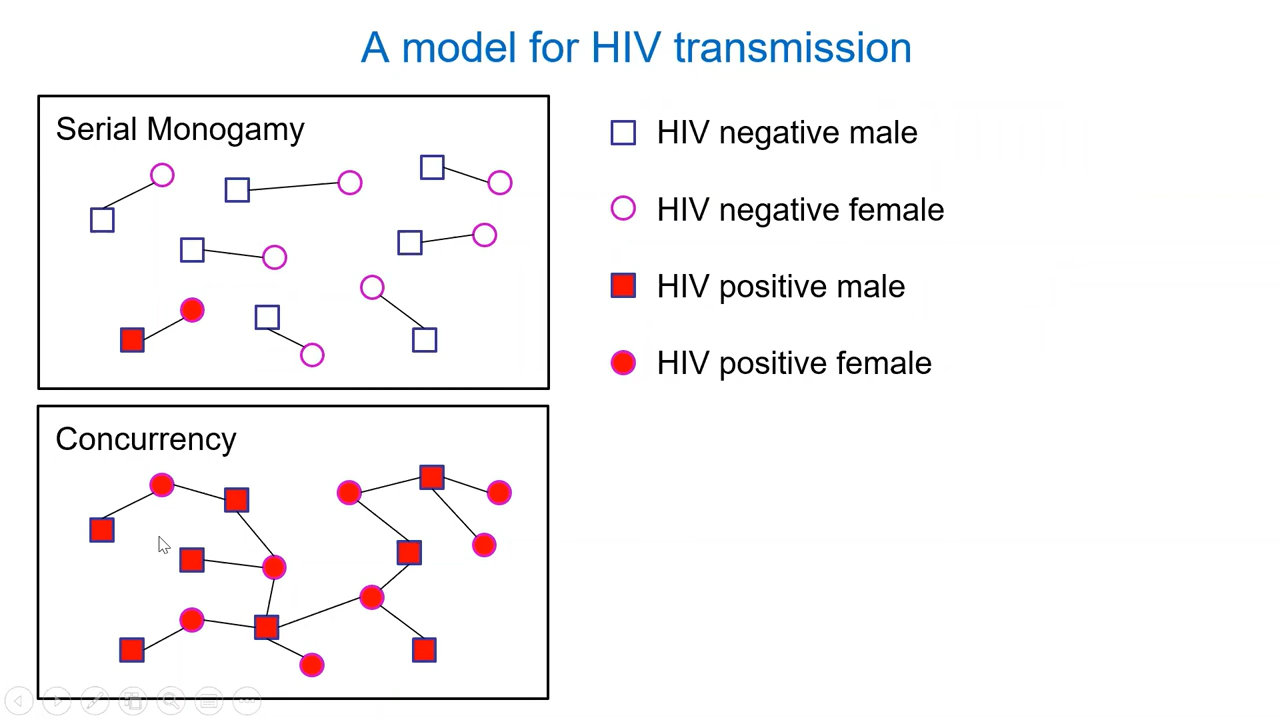 A model for HIV transmission
Serial Monogamy
HIV negative male
HIV negative female
HIV positive male
HIV positive female
Concurrency